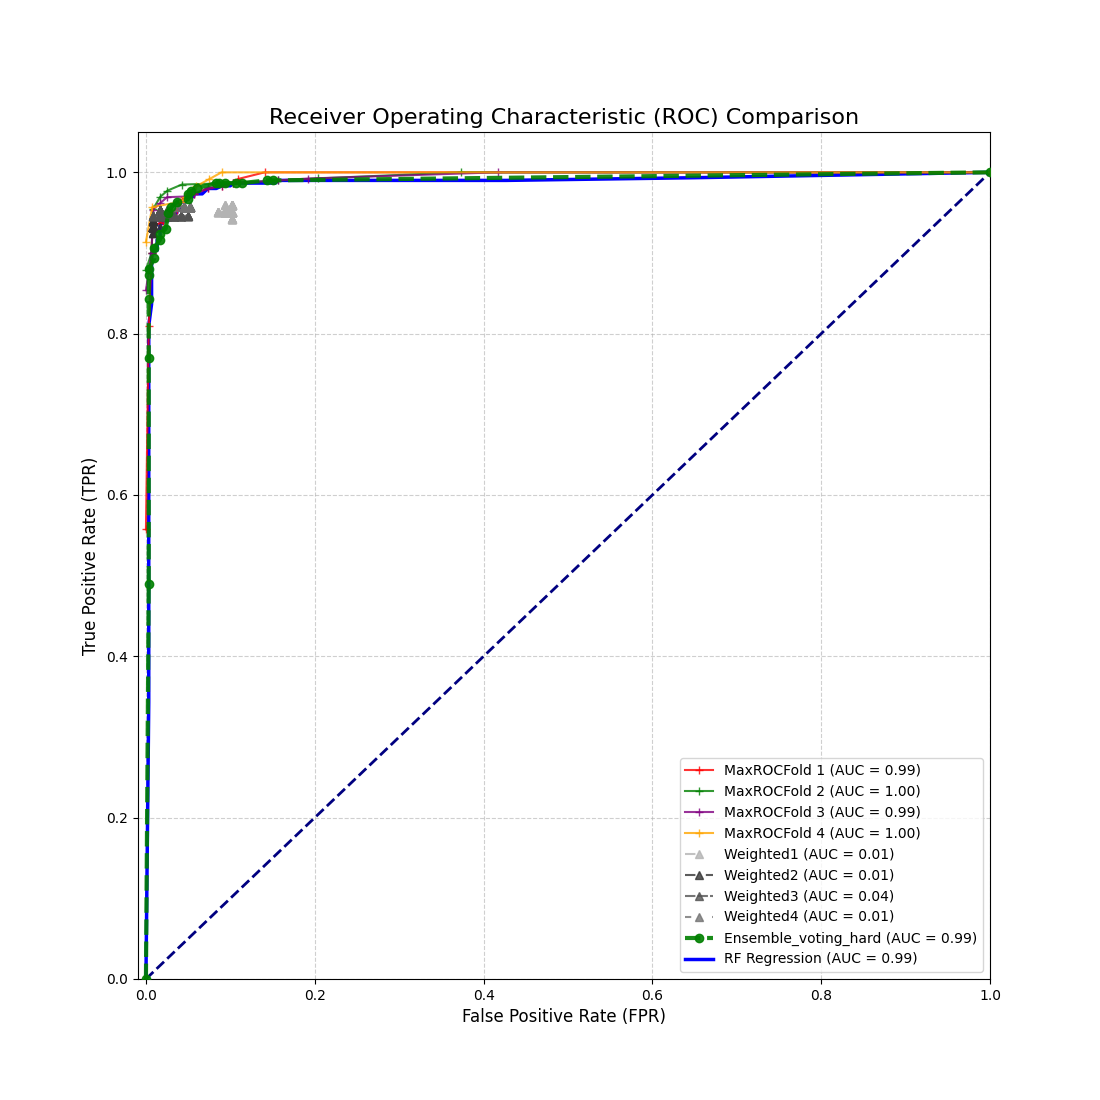 Receiver Operating Characteristic (ROC) Comparison
True Positive Rate (TPR)
1.0
0.8
0.6
0.4
0.2
0.0
0.0 0.2 0.4 0.6 0.8 1.0
False Positive Rate (FPR)
MaxROCFold 1 (AUC = 0.99)
MaxROCFold 2 (AUC = 1.00)
MaxROCFold 3 (AUC = 0.99)
MaxROCFold 4 (AUC = 1.00)
Weighted1 (AUC = 0.01)
Weighted2 (AUC = 0.01)
Weighted3 (AUC = 0.04)
Weighted4 (AUC = 0.01)
Ensemble_voting_hard (AUC = 0.99)
RF Regression (AUC = 0.99)